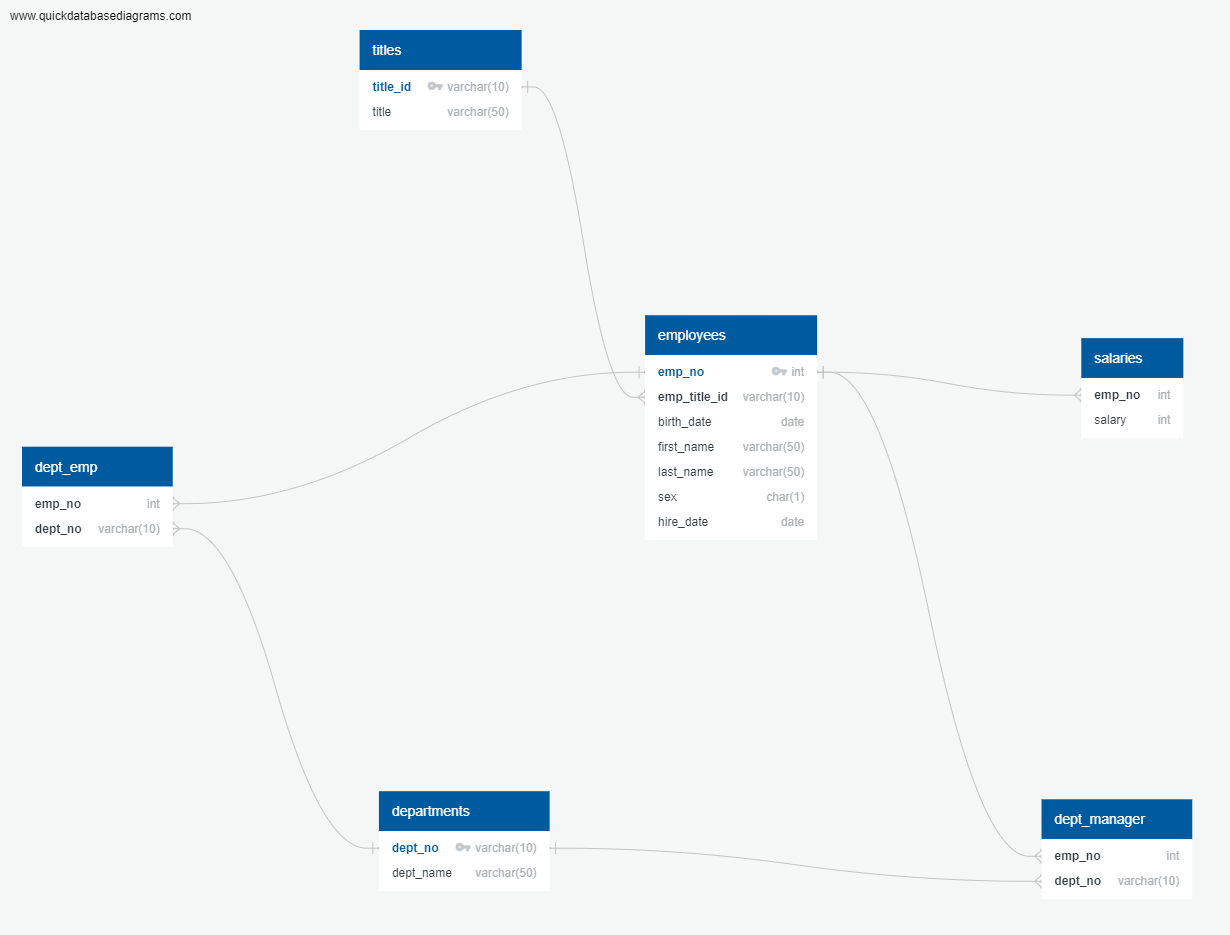 www.quickdatabasediagrams.com
titles
title_id varchar(10)
title varchar(50)
employees
emp_no int
emp_title_id varchar(10)
birth_date date
first_name varchar(50)
last_name varchar(50)
sex char(1)
hire_date date
salaries
emp_no int
salary int
dept_emp
emp_no int
dept_no varchar(10)
departments
dept_no varchar(10)
dept_name varchar(50)
dept_manager
emp_no int
dept_no varchar(10)